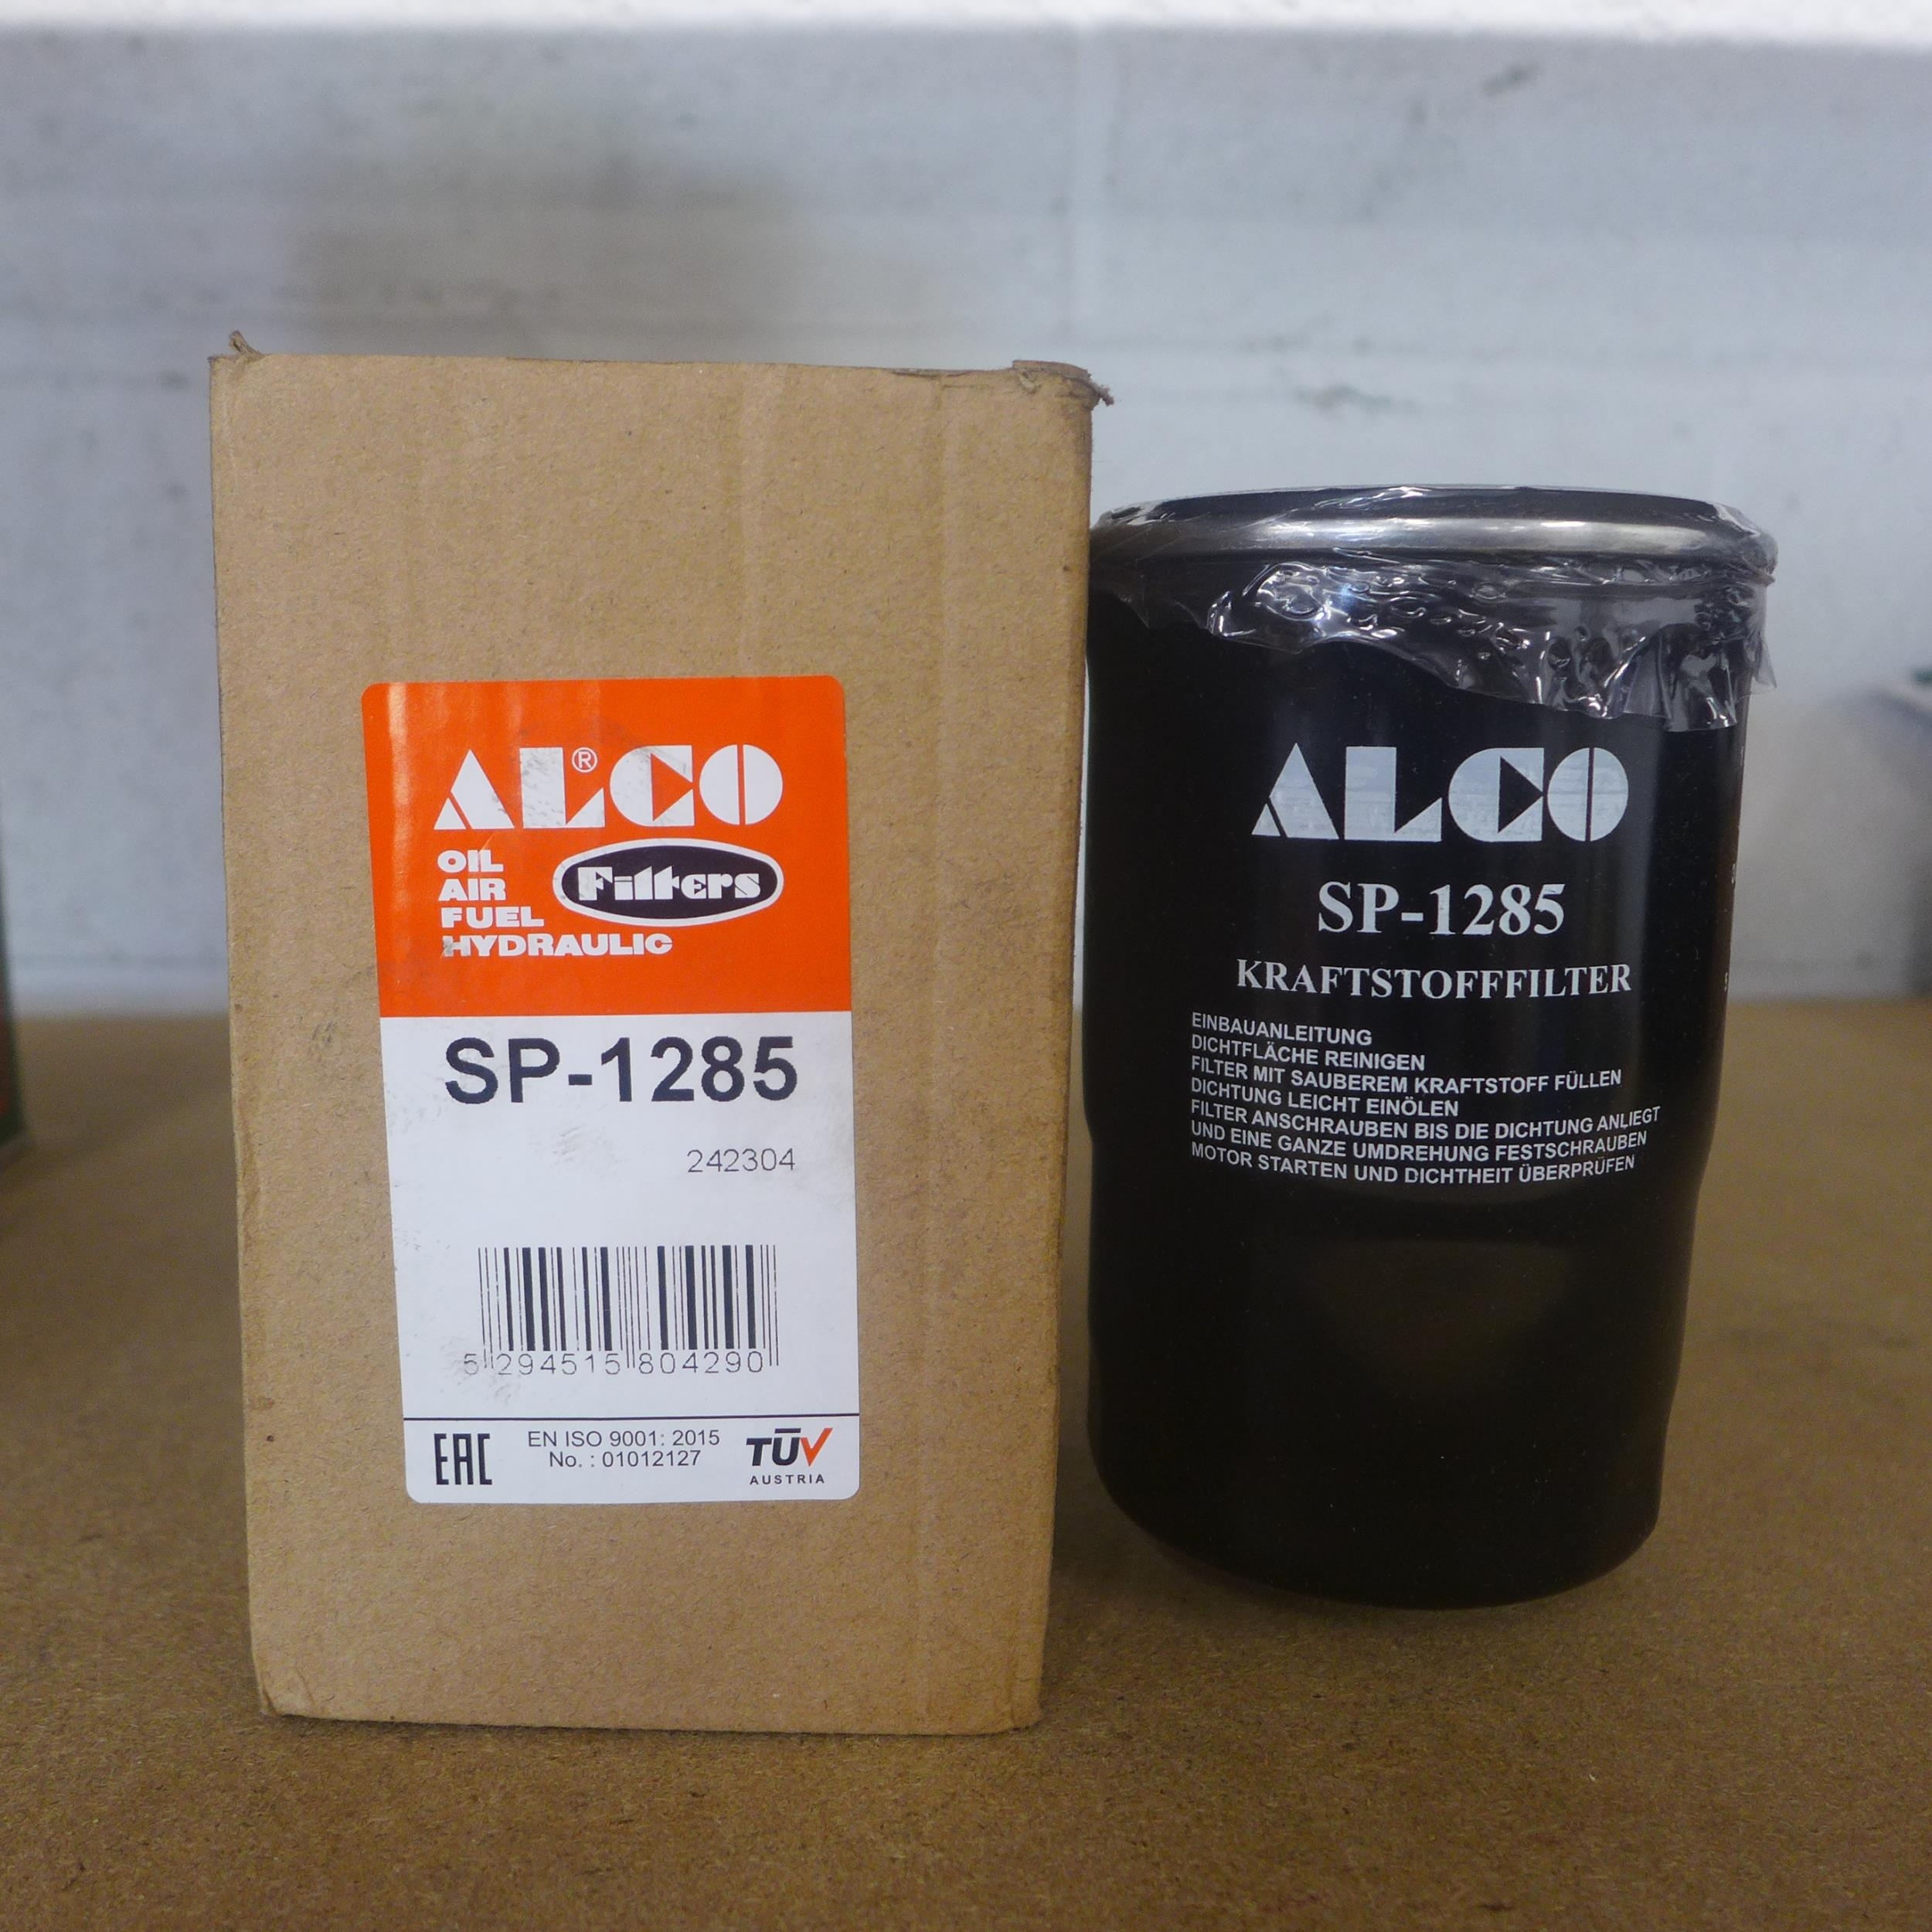 ALCO®
OIL
AIR
FUEL
HYDRAULIC
Filters
SP-1285
242304
5 294515 804290
EAC
EN ISO 9001: 2015
No. : 01012127
TÜV
AUSTRIA
ALCO
SP-1285
KRAFTSTOFFFILTER
EINBAUANLEITUNG
DICHTFLÄCHE REINIGEN
FILTER MIT SAUBEREM KRAFTSTOFF FÜLLEN
DICHTUNG LEICHT EINÖLEN
FILTER ANSCHRAUBEN BIS DIE DICHTUNG ANLIEGT
UND EINE GANZE UMDREHUNG FESTSCHRAUBEN
MOTOR STARTEN UND DICHTHEIT ÜBERPRÜFEN